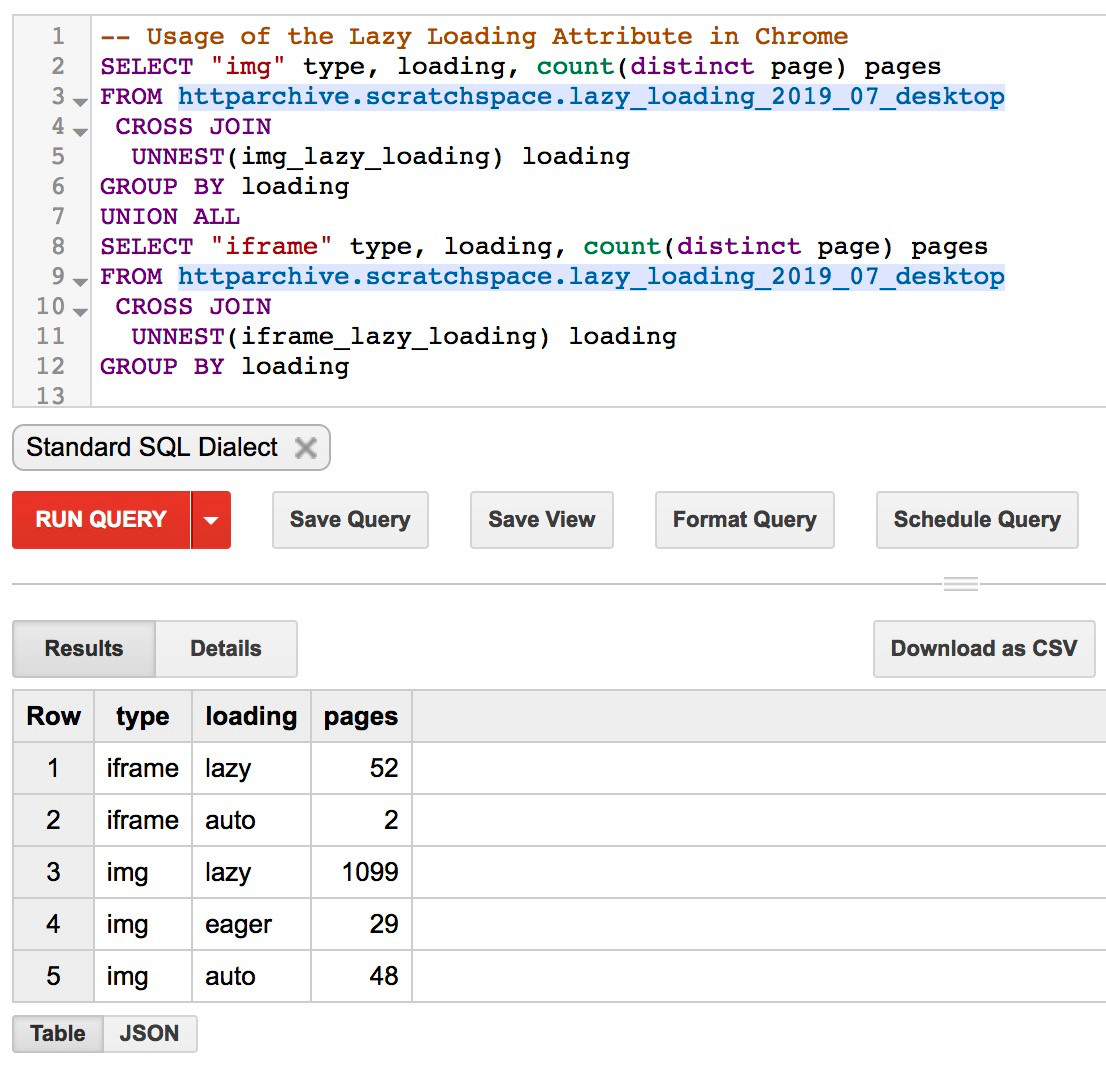 1 -- Usage of the Lazy Loading Attribute in Chrome
2 SELECT "img" type, loading, count(distinct page) pages
3 FROM httparchive.scratchspace.lazy_loading_2019_07_desktop
4 CROSS JOIN
5 UNNEST(img_lazy_loading) loading
6 GROUP BY loading
7 UNION ALL
8 SELECT "iframe" type, loading, count(distinct page) pages
9 FROM httparchive.scratchspace.lazy_loading_2019_07_desktop
10 CROSS JOIN
11 UNNEST(iframe_lazy_loading) loading
12 GROUP BY loading
13
Standard SQL Dialect
RUN QUERY Save Query Save View Format Query Schedule Query
Results Details Download as CSV
Row type loading pages
1 iframe lazy 52
2 iframe auto 2
3 img lazy 1099
4 img eager 29
5 img auto 48
Table JSON